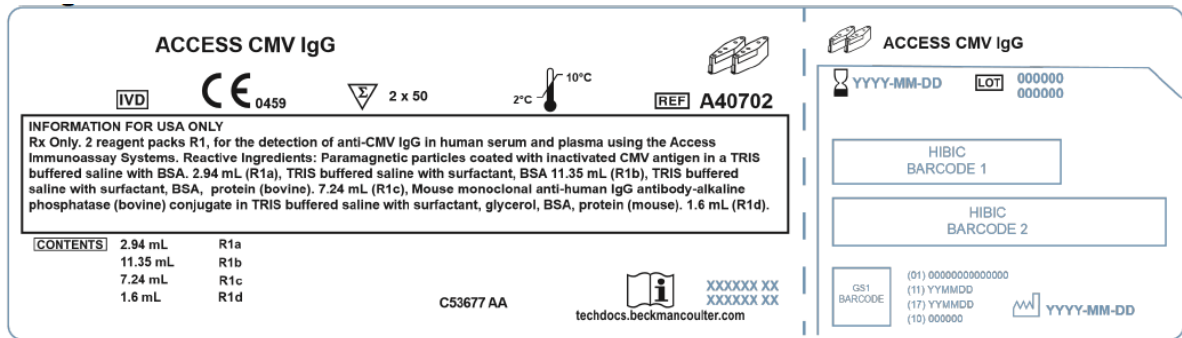 ACCESS CMV IgG
IVD
CE 0459
Σ 2 x 50
2°C
10°C
REF A40702
INFORMATION FOR USA ONLY
Rx Only. 2 reagent packs R1, for the detection of anti-CMV IgG in human serum and plasma using the Access
Immunoassay Systems. Reactive Ingredients: Paramagnetic particles coated with inactivated CMV antigen in a TRIS
buffered saline with BSA. 2.94 mL (R1a), TRIS buffered saline with surfactant, BSA 11.35 mL (R1b), TRIS buffered
saline with surfactant, BSA, protein (bovine). 7.24 mL (R1c), Mouse monoclonal anti-human IgG antibody-alkaline
phosphatase (bovine) conjugate in TRIS buffered saline with surfactant, glycerol, BSA, protein (mouse). 1.6 mL (R1d).
CONTENTS 2.94 mL R1a
11.35 mL R1b
7.24 mL R1c
1.6 mL R1d
C53677 AA
i
techdocs.beckmancoulter.com
XXXXXX XX
XXXXXX XX
ACCESS CMV IgG
YYYY-MM-DD
LOT 000000
000000
HIBIC
BARCODE 1
HIBIC
BARCODE 2
GS1
BARCODE
(01) 00000000000000
(11) YYMMDD
(17) YYMMDD
(10) 000000
YYYY-MM-DD